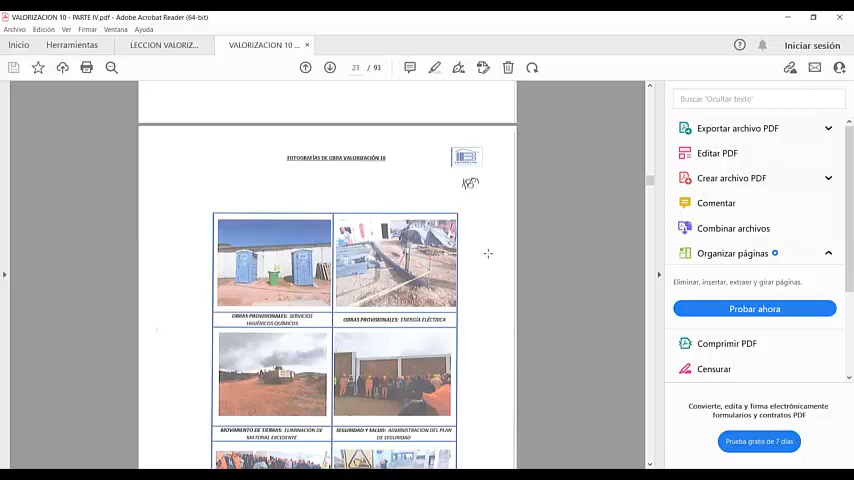 VALORIZACION 10 - PARTE IV.pdf - Adobe Acrobat Reader (64-bit)
Archivo Edición Ver Firmar Ventana Ayuda
Inicio Herramientas LECCION VALORIZ... VALORIZACION 10 ... × Iniciar sesión
23 / 93
Buscar 'Ocultar texto'
Exportar archivo PDF
Editar PDF
Crear archivo PDF
Comentar
Combinar archivos
Organizar páginas
Eliminar, insertar, extraer y girar páginas.
Probar ahora
Comprimir PDF
Censurar
Convierte, edita y firma electrónicamente
formularios y contratos PDF
Prueba gratis de 7 días
FOTOGRAFÍAS DE OBRA VALORIZACIÓN 10
OBRAS PROVISIONALES: SERVICIOS
HIGIÉNICOS QUÍMICOS
OBRAS PROVISIONALES: ENERGÍA ELÉCTRICA
MOVIMIENTO DE TIERRAS: ELIMINACIÓN DE
MATERIAL EXCEDENTE
SEGURIDAD Y SALUD: ADMINISTRACION DEL PLAN
DE SEGURIDAD